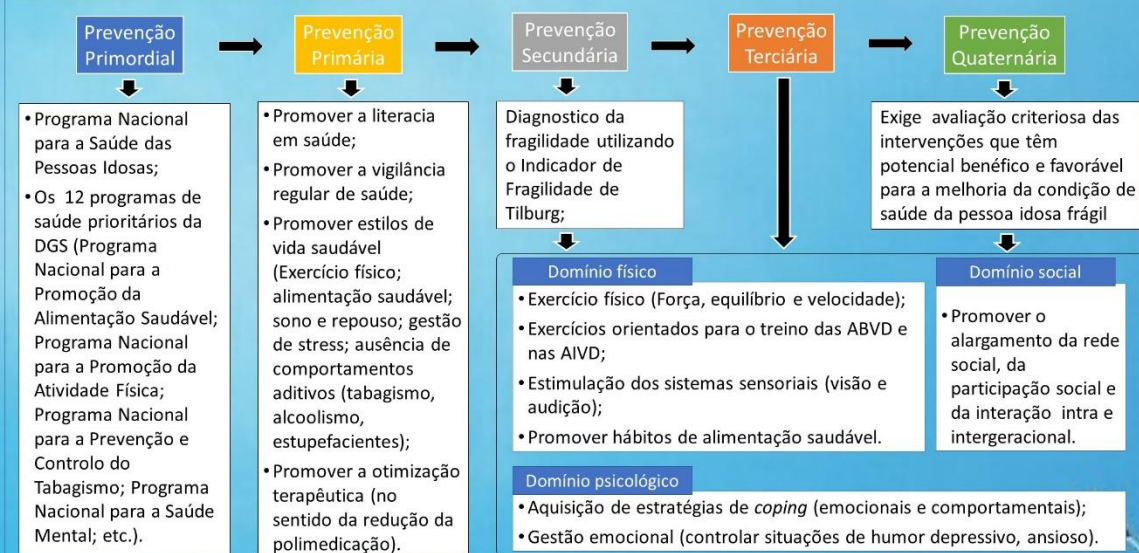 Prevenção
Primordial
Prevenção
Primária
Prevenção
Secundária
Prevenção
Terciária
Prevenção
Quaternária
• Programa Nacional
para a Saúde das
Pessoas Idosas;
• Os 12 programas de
saúde prioritários da
DGS (Programa
Nacional para a
Promoção da
Alimentação Saudável;
Programa Nacional
para a Promoção da
Atividade Física;
Programa Nacional
para a Prevenção e
Controlo do
Tabagismo; Programa
Nacional para a Saúde
Mental; etc.).
• Promover a literacia
em saúde;
• Promover a vigilância
regular de saúde;
• Promover estilos de
vida saudável
(Exercício físico;
alimentação saudável;
sono e repouso; gestão
de stress; ausência de
comportamentos
aditivos (tabagismo,
alcoolismo,
estupefacientes);
• Promover a otimização
terapêutica (no
sentido da redução da
polimedicação).
Diagnostico da
fragilidade utilizando
o Indicador de
Fragilidade de
Tilburg;
Exige avaliação criteriosa das
intervenções que têm
potencial benéfico e favorável
para a melhoria da condição de
saúde da pessoa idosa frágil
Domínio físico
• Exercício físico (Força, equilíbrio e velocidade);
• Exercícios orientados para o treino das ABVD e
nas AIVD;
• Estimulação dos sistemas sensoriais (visão e
audição);
• Promover hábitos de alimentação saudável.
Domínio social
• Promover o
alargamento da rede
social, da
participação social e
da interação intra e
intergeracional.
Domínio psicológico
• Aquisição de estratégias de coping (emocionais e comportamentais);
• Gestão emocional (controlar situações de humor depressivo, ansioso).